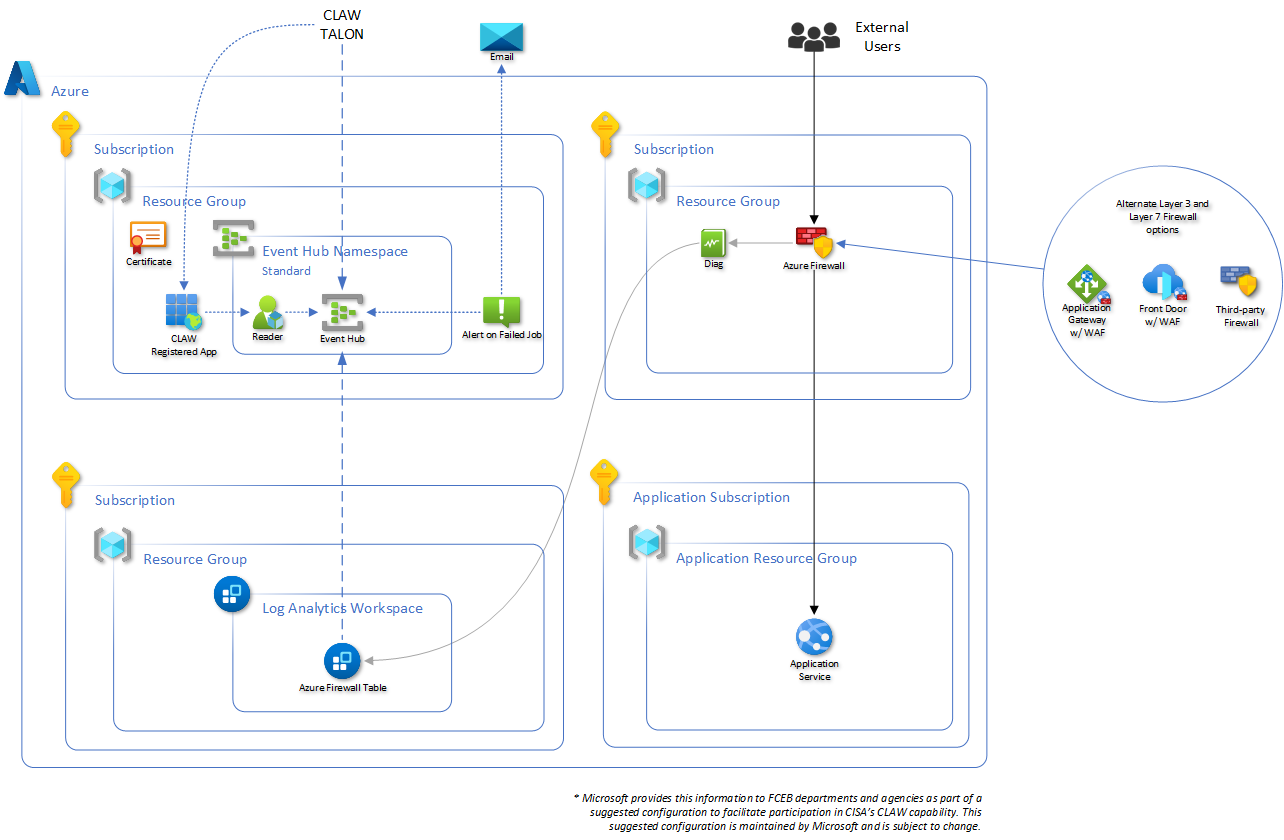 CLAW
TALON
Email
External
Users
Azure
Subscription
Resource Group
Certificate
Event Hub Namespace
Standard
CLAW
Registered App
Reader
Event Hub
Alert on Failed Job
Subscription
Resource Group
Diag
Azure Firewall
Alternate Layer 3 and
Layer 7 Firewall
options
Application
Gateway
w/ WAF
Front Door
w/ WAF
Third-party
Firewall
Subscription
Resource Group
Log Analytics Workspace
Azure Firewall Table
Application Subscription
Application Resource Group
Application
Service
* Microsoft provides this information to FCEB departments and agencies as part of a
suggested configuration to facilitate participation in CISA's CLAW capability. This
suggested configuration is maintained by Microsoft and is subject to change.